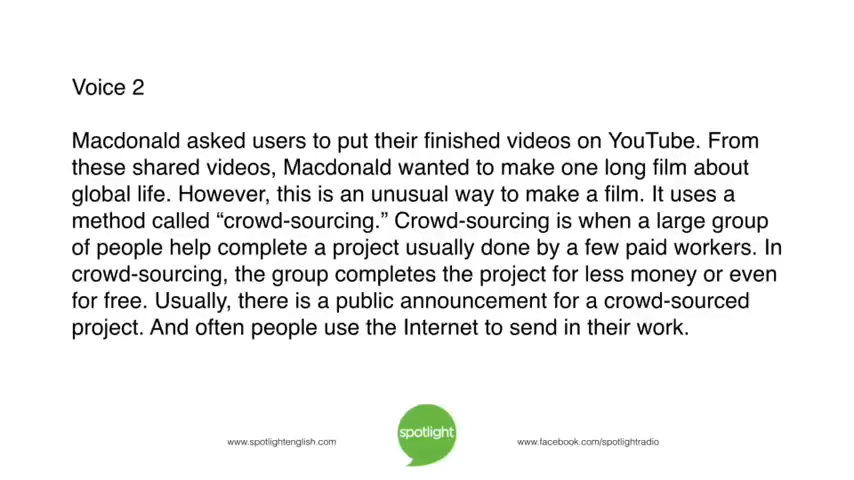 Voice 2
Macdonald asked users to put their finished videos on YouTube. From
these shared videos, Macdonald wanted to make one long film about
global life. However, this is an unusual way to make a film. It uses a
method called “crowd-sourcing.” Crowd-sourcing is when a large group
of people help complete a project usually done by a few paid workers. In
crowd-sourcing, the group completes the project for less money or even
for free. Usually, there is a public announcement for a crowd-sourced
project. And often people use the Internet to send in their work.
www.spotlightenglish.com
spotlight
www.facebook.com/spotlightradio